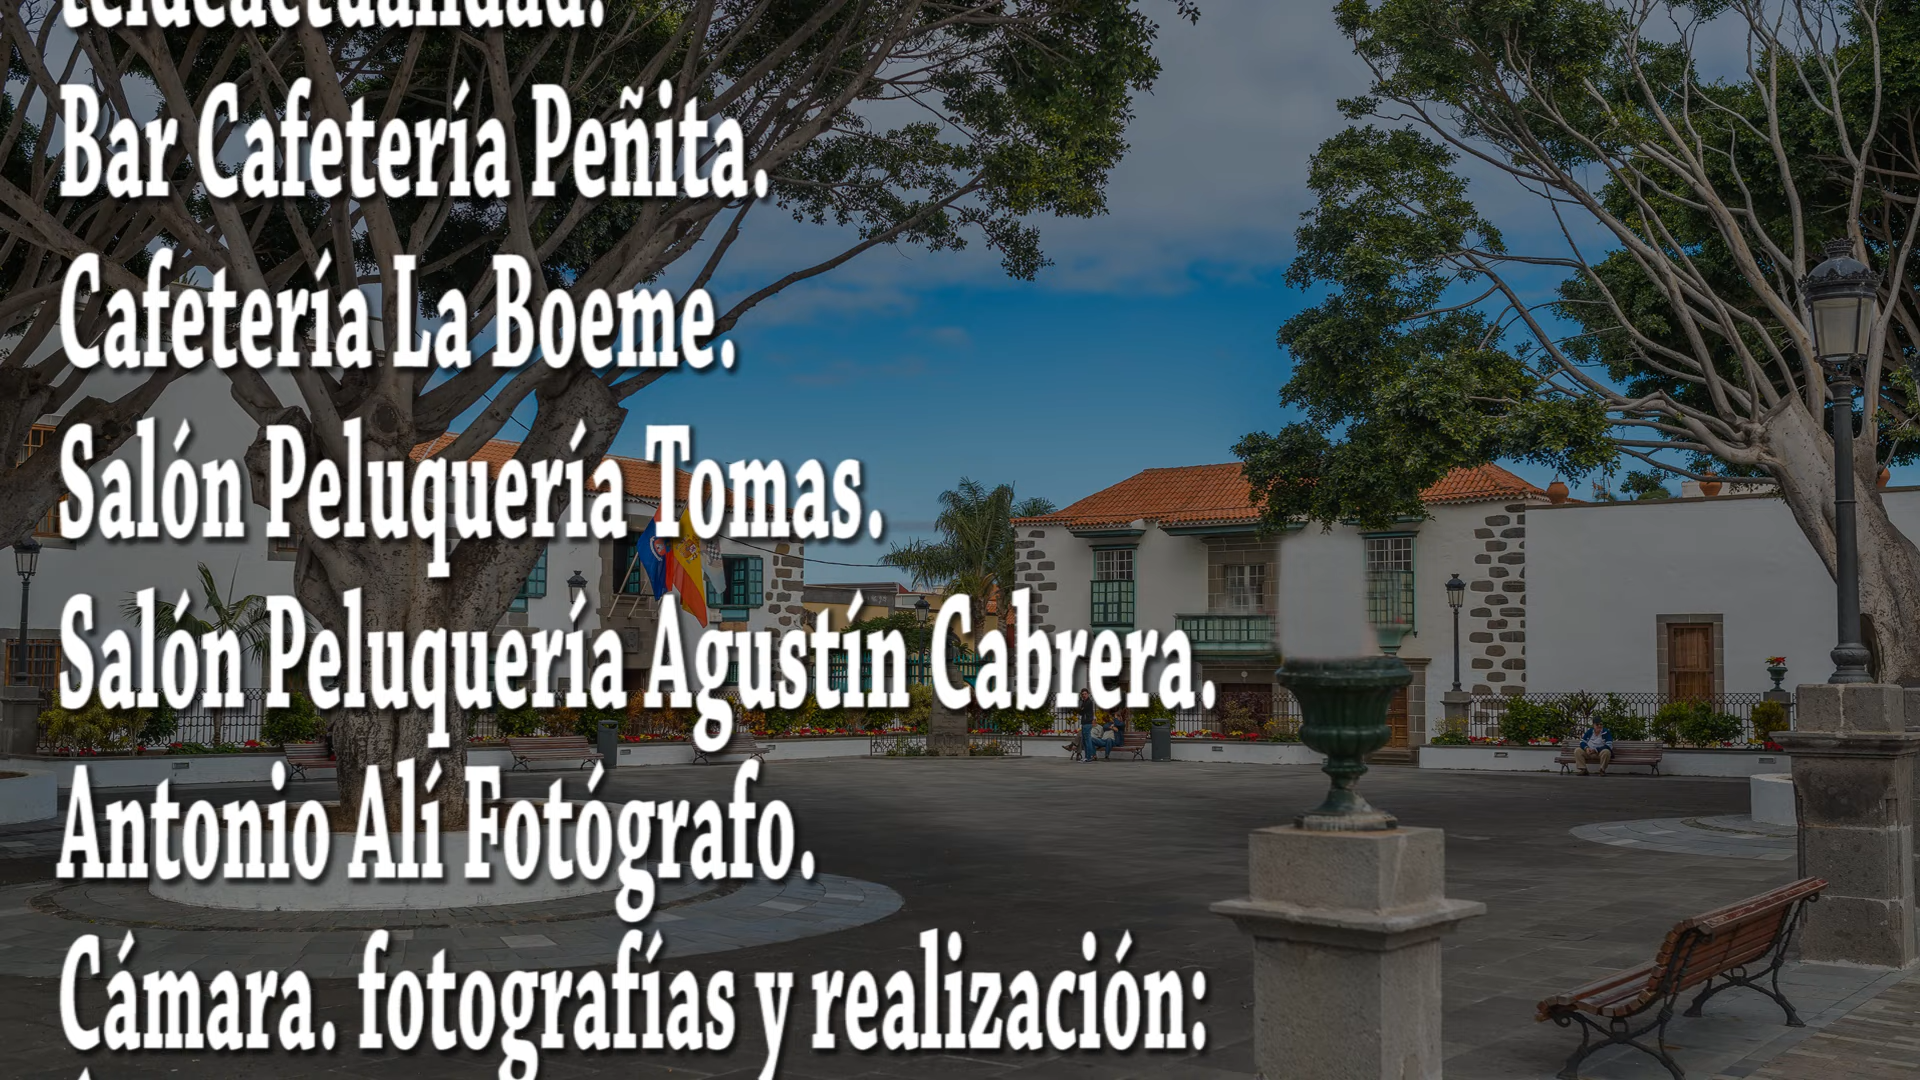 teldeactualidad.
Bar Cafetería Peñita.
Cafetería La Boeme.
Salón Peluquería Tomas.
Salón Peluquería Agustín Cabrera.
Antonio Alí Fotógrafo.
Cámara. fotografías y realización: